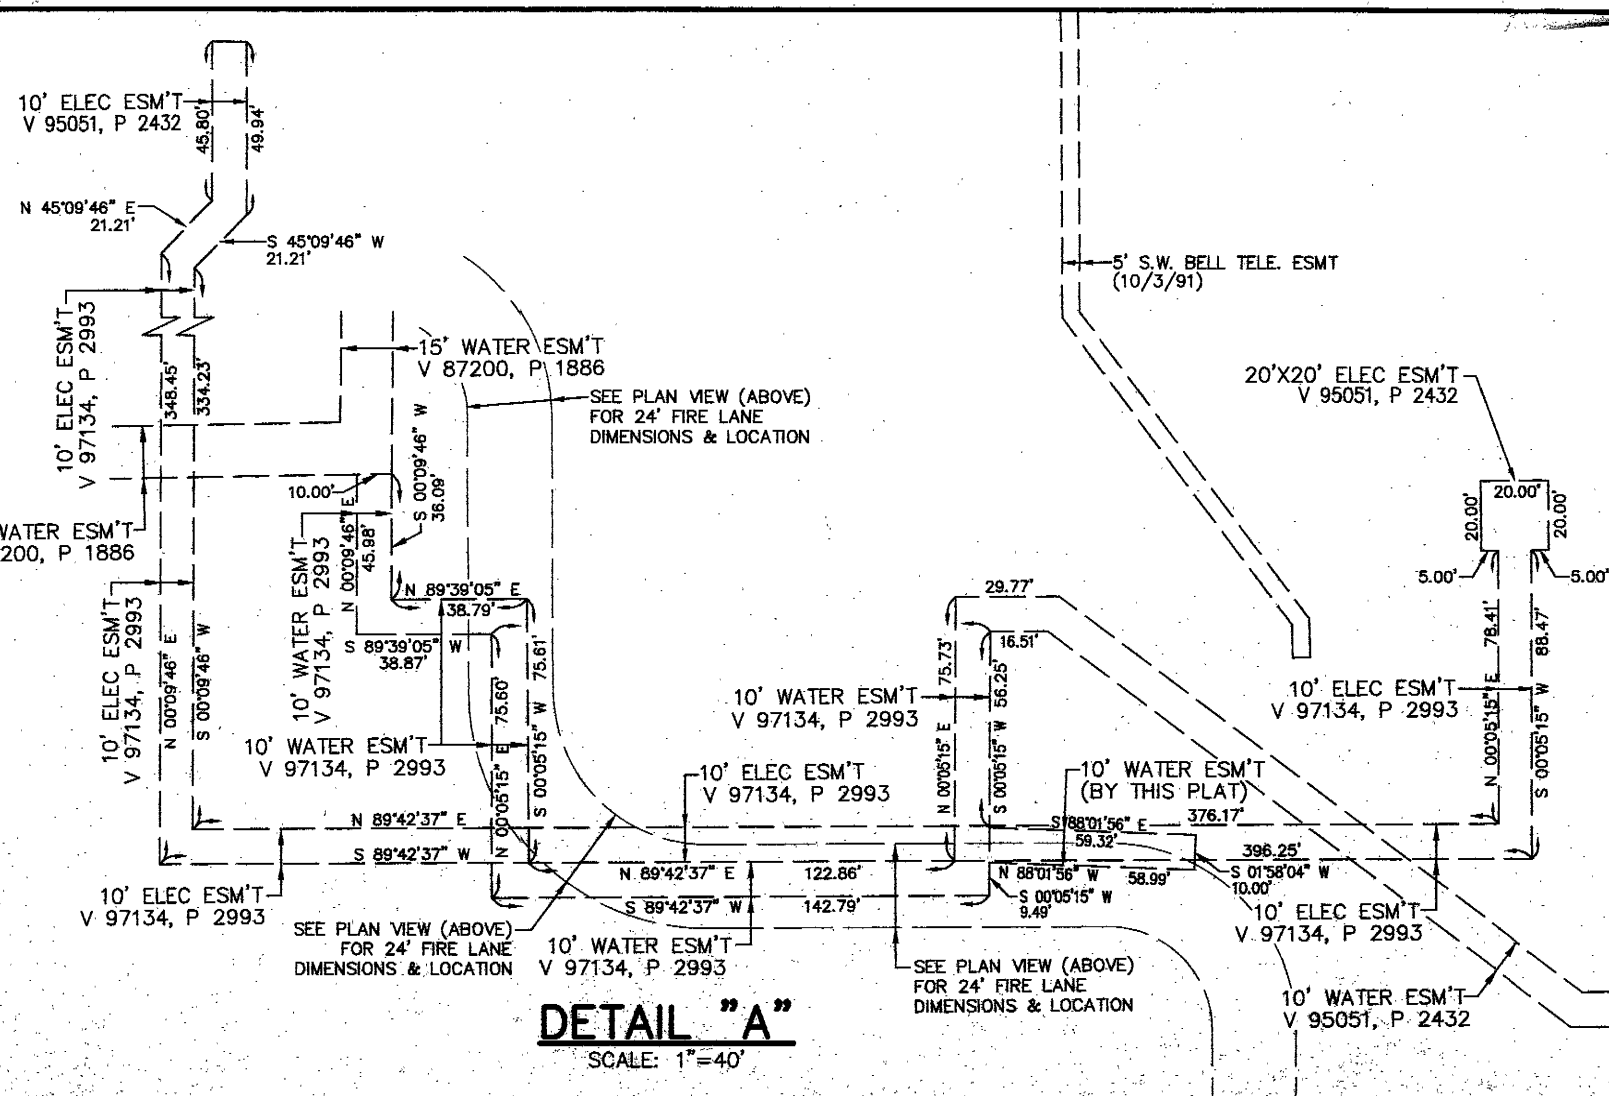 10' ELEC ESM'T
V 95051, P 2432
45.80'
49.94'
N 45°09'46" E
21.21'
S 45°09'46" W
21.21'
10' ELEC ESM'T
V 97134, P 2993
348.45'
334.23'
15' WATER ESM'T
V 87200, P 1886
SEE PLAN VIEW (ABOVE)
FOR 24' FIRE LANE
DIMENSIONS & LOCATION
5' S.W. BELL TELE. ESMT
(10/3/91)
20'X20' ELEC ESM'T
V 95051, P 2432
20.00'
20.00'
20.00'
5.00'
5.00'
WATER ESM'T
200, P 1886
10.00'
S 00°09'46" W
36.09'
N 00°09'46" E
45.98'
10' WATER ESM'T
V 97134, P 2993
N 89°39'05" E
38.79'
S 89°39'05" W
38.87'
10' ELEC ESM'T
V 97134, P 2993
N 00°09'46" E
S 00°09'46" W
10' WATER ESM'T
V 97134, P 2993
N 00°05'15" E 75.60'
S 00°05'15" W 75.61'
29.77'
16.51'
N 00°05'15" E 75.73'
S 00°05'15" W 56.25'
10' WATER ESM'T
V 97134, P 2993
10' ELEC ESM'T
V 97134, P 2993
10' WATER ESM'T
(BY THIS PLAT)
10' ELEC ESM'T
V 97134, P 2993
N 00°05'15" E 78.41'
S 00°05'15" W 88.47'
N 89°42'37" E
S 89°42'37" W
S 88°01'56" E
59.32'
376.17'
396.25'
N 89°42'37" E 122.86'
S 89°42'37" W 142.79'
N 88°01'56" W
58.99'
S 01°58'04" W
10.00'
S 00°05'15" W
9.49'
10' ELEC ESM'T
V 97134, P 2993
SEE PLAN VIEW (ABOVE)
FOR 24' FIRE LANE
DIMENSIONS & LOCATION
10' WATER ESM'T
V 97134, P 2993
SEE PLAN VIEW (ABOVE)
FOR 24' FIRE LANE
DIMENSIONS & LOCATION
10' ELEC ESM'T
V 97134, P 2993
10' WATER ESM'T
V 95051, P 2432
DETAIL "A"
SCALE: 1"=40'